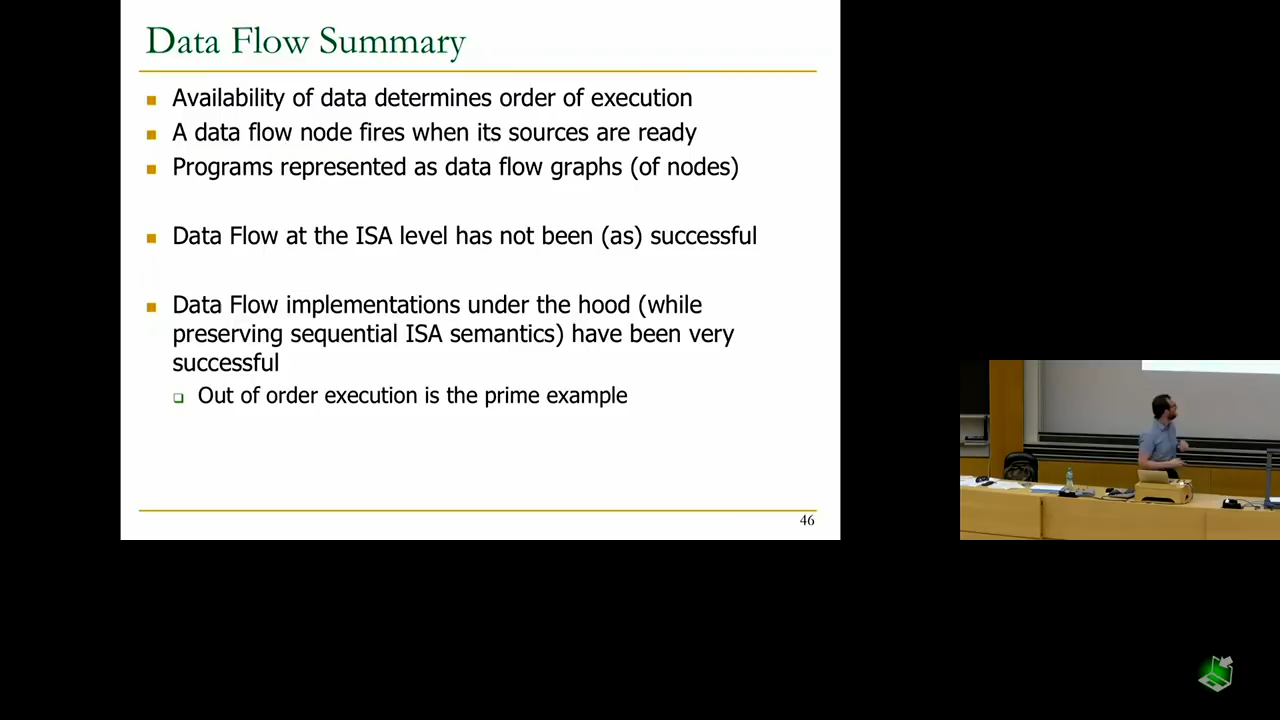 Data Flow Summary
Availability of data determines order of execution
A data flow node fires when its sources are ready
Programs represented as data flow graphs (of nodes)
Data Flow at the ISA level has not been (as) successful
Data Flow implementations under the hood (while
preserving sequential ISA semantics) have been very
successful
Out of order execution is the prime example
46